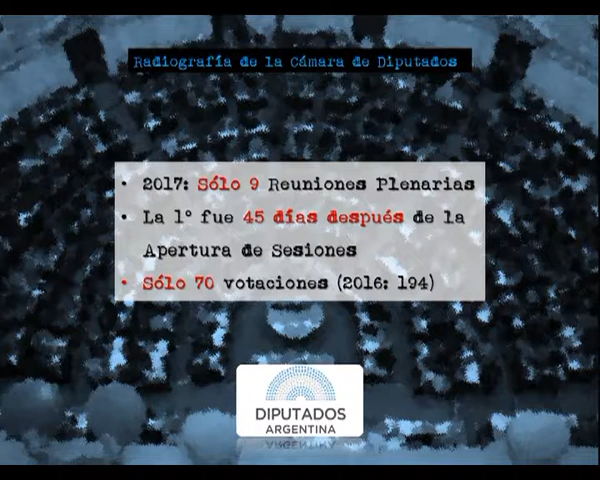 Radiografía de la Cámara de Diputados
• 2017: Sólo 9 Reuniones Plenarias
• La 1° fue 45 días después de la
Apertura de Sesiones
• Sólo 70 votaciones (2016: 194)
DIPUTADOS
ARGENTINA